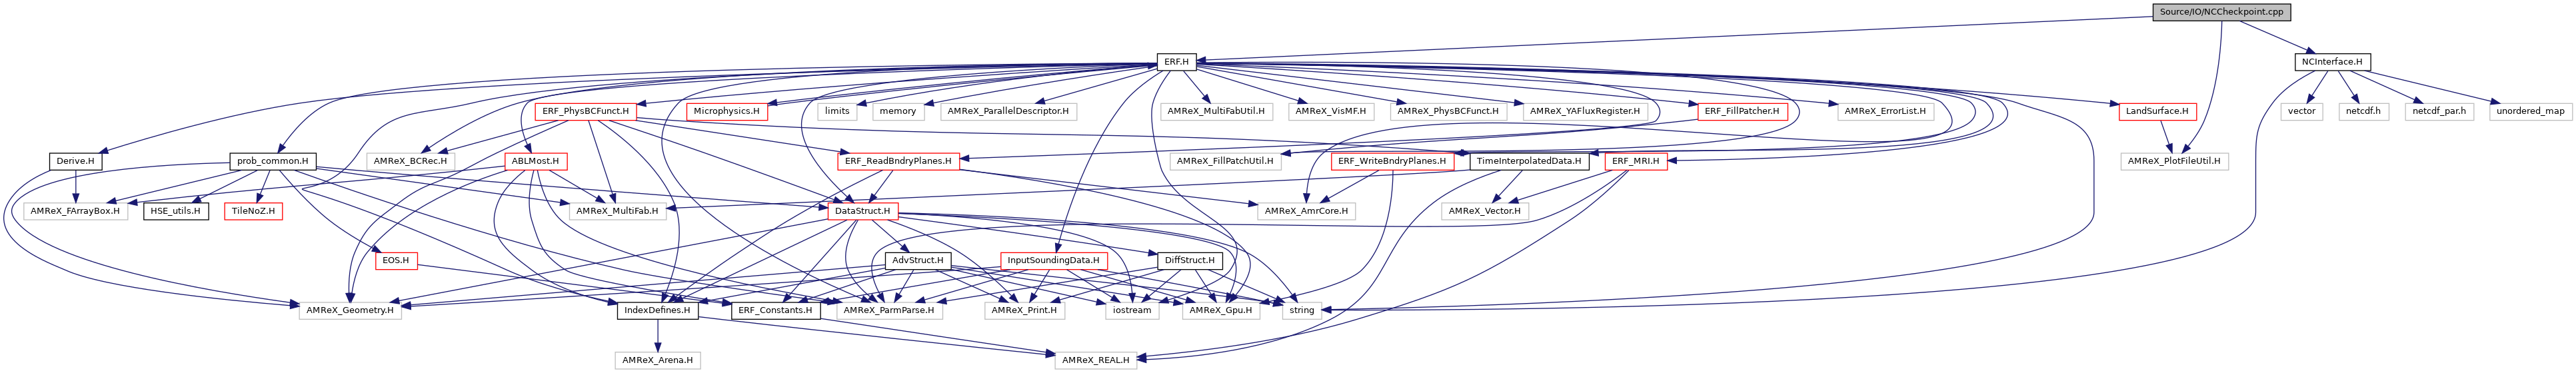 Source/IO/NCCheckpoint.cpp
ERF.H
NCInterface.H
ERF_PhysBCFunct.H
Microphysics.H
limits
memory
AMReX_ParallelDescriptor.H
AMReX_MultiFabUtil.H
AMReX_VisMF.H
AMReX_PhysBCFunct.H
AMReX_YAFluxRegister.H
ERF_FillPatcher.H
AMReX_ErrorList.H
LandSurface.H
vector
netcdf.h
netcdf_par.h
unordered_map
Derive.H
prob_common.H
AMReX_BCRec.H
ABLMost.H
ERF_ReadBndryPlanes.H
AMReX_FillPatchUtil.H
ERF_WriteBndryPlanes.H
TimeInterpolatedData.H
ERF_MRI.H
AMReX_PlotFileUtil.H
AMReX_FArrayBox.H
HSE_utils.H
TileNoZ.H
AMReX_MultiFab.H
DataStruct.H
AMReX_AmrCore.H
AMReX_Vector.H
EOS.H
AdvStruct.H
InputSoundingData.H
DiffStruct.H
AMReX_Geometry.H
IndexDefines.H
ERF_Constants.H
AMReX_ParmParse.H
AMReX_Print.H
iostream
AMReX_Gpu.H
string
AMReX_Arena.H
AMReX_REAL.H